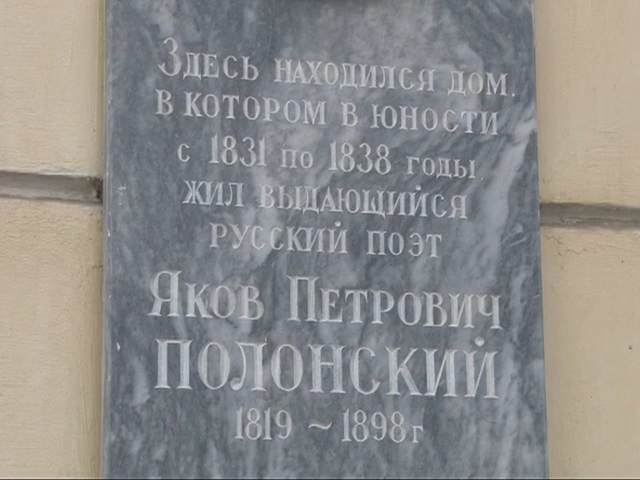 Здесь находился дом,
в котором в юности
с 1831 по 1838 годы,
жил выдающийся
русский поэт
Яков Петрович
ПОЛОНСКИЙ
1819 ~ 1898 г